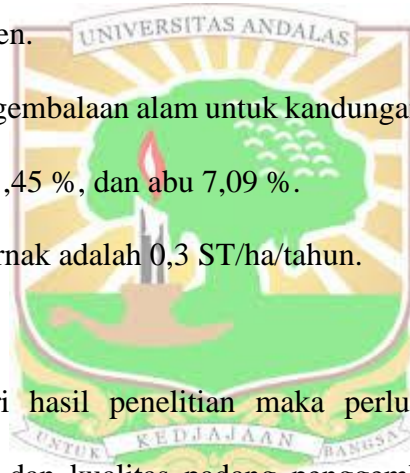 en.
UNIVERSITAS ANDALAS
gembalaan alam untuk kandunga
,45 %, dan abu 7,09 %.
rnak adalah 0,3 ST/ha/tahun.
ri hasil penelitian maka perlu
UNTUK KEDJAJAAN BANGSA
dan kualitas padang